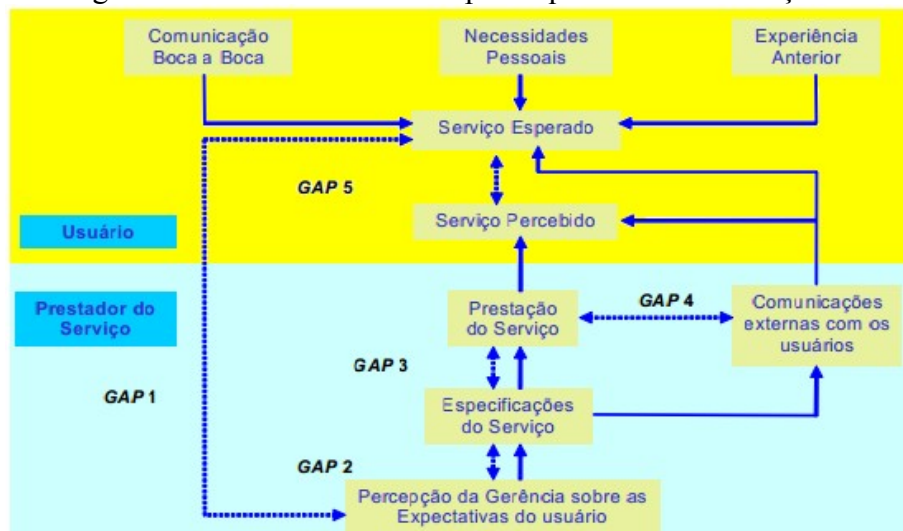 Comunicação
Boca a Boca
Necessidades
Pessoais
Experiência
Anterior
Serviço Esperado
GAP 5
Serviço Percebido
Usuário
Prestador do
Serviço
Prestação
do Serviço
GAP 4
Comunicações
externas com os
usuários
GAP 3
GAP 1
Especificações
do Serviço
GAP 2
Percepção da Gerência sobre as
Expectativas do usuário